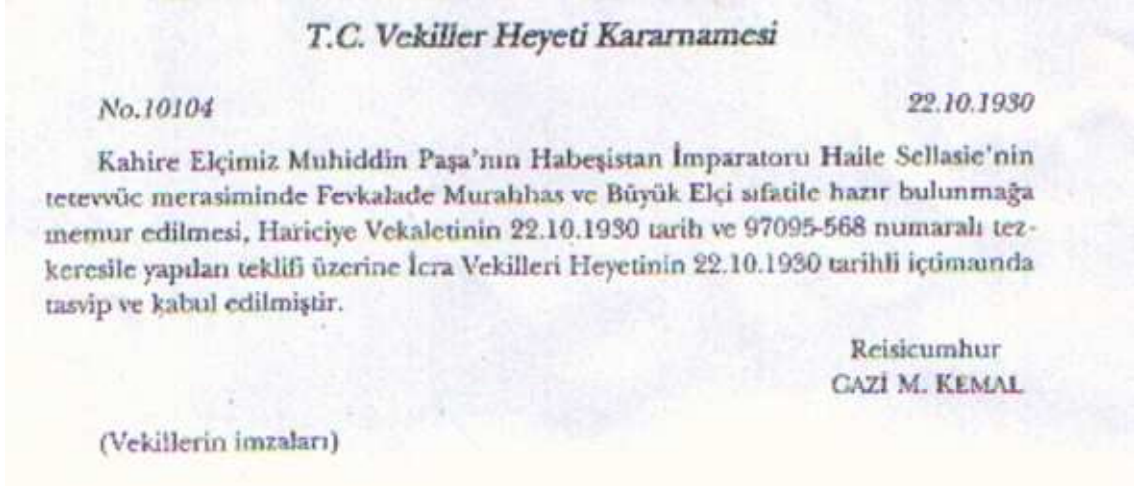 T.C. Vekiller Heyeti Kararnamesi
No.10104 22.10.1930
Kahire Elçimiz Muhiddin Paşa'nın Habeşistan İmparatoru Haile Sellasie'nin
tetevvüc merasiminde Fevkalade Murahhas ve Büyük Elçi sıfatile hazır bulunmağa
memur edilmesi, Hariciye Vekaletinin 22.10.1930 tarih ve 97095-568 numaralı tez-
keresile yapılan teklifi üzerine İcra Vekilleri Heyetinin 22.10.1930 tarihli içtimaında
tasvip ve kabul edilmiştir.
Reisicumhur
GAZİ M. KEMAL
(Vekillerin imzaları)